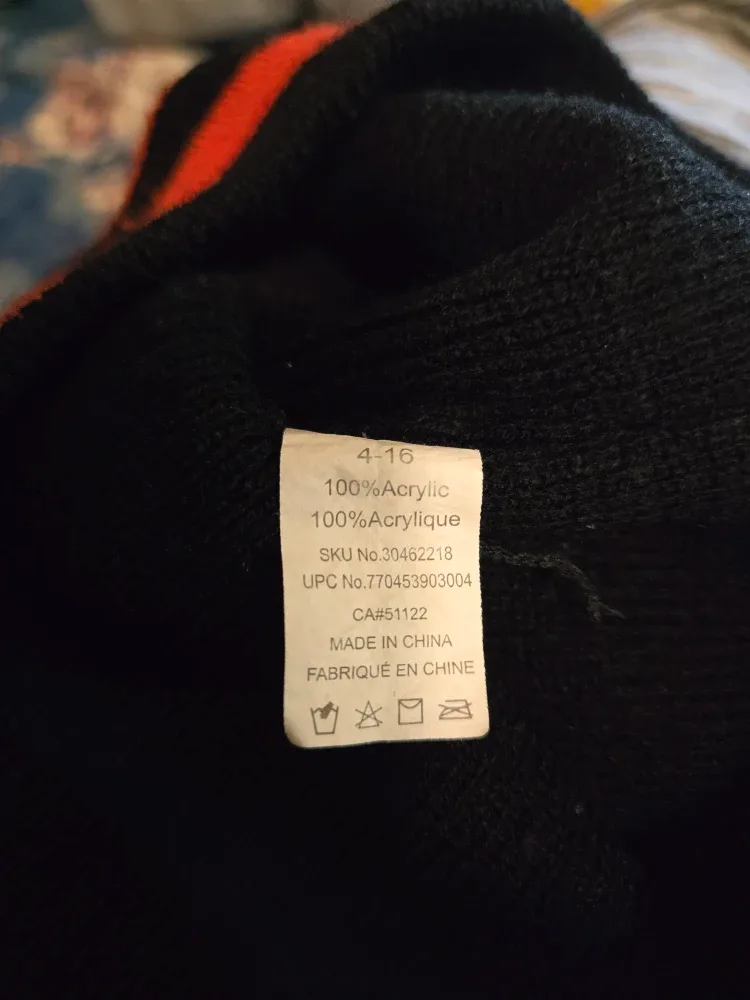 4-16
100%Acrylic
100%Acrylique
SKU No.30462218
UPC No.770453903004
CA#51122
MADE IN CHINA
FABRIQUÉ EN CHINE